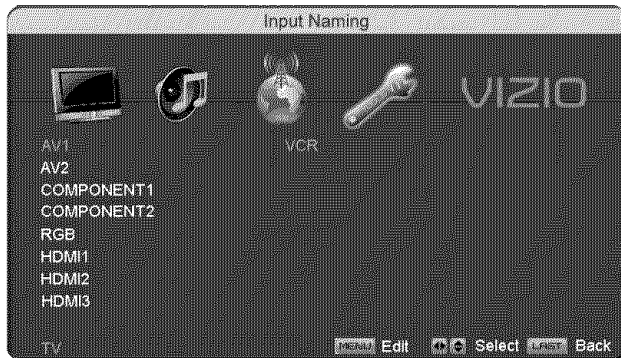 Input Naming
VIZIO
AV1 VCR
AV2
COMPONENT1
COMPONENT2
RGB
HDMI1
HDMI2
HDMI3
TV MENU Edit Select LAST Back